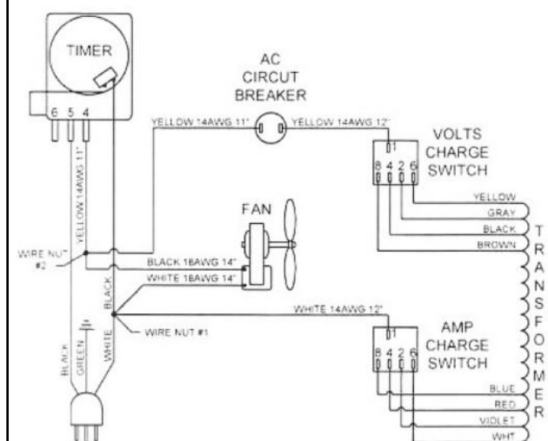 TIMER
6 5 4
AC
CIRCUT
BREAKER
YELLOW 14AWG 11"
YELLOW 14AWG 12"
1
VOLTS
CHARGE
SWITCH
8 4 2 6
YELLOW
GRAY
BLACK
BROWN
TRANSFORMER
YELLOW 14AWG 11"
FAN
WIRE NUT
#2
BLACK 18AWG 14"
WHITE 18AWG 14"
BLACK
WHITE 14AWG 12"
WIRE NUT #1
1
AMP
CHARGE
SWITCH
8 4 2 6
BLACK
GREEN
WHITE
BLUE
RED
VIOLET
WHT